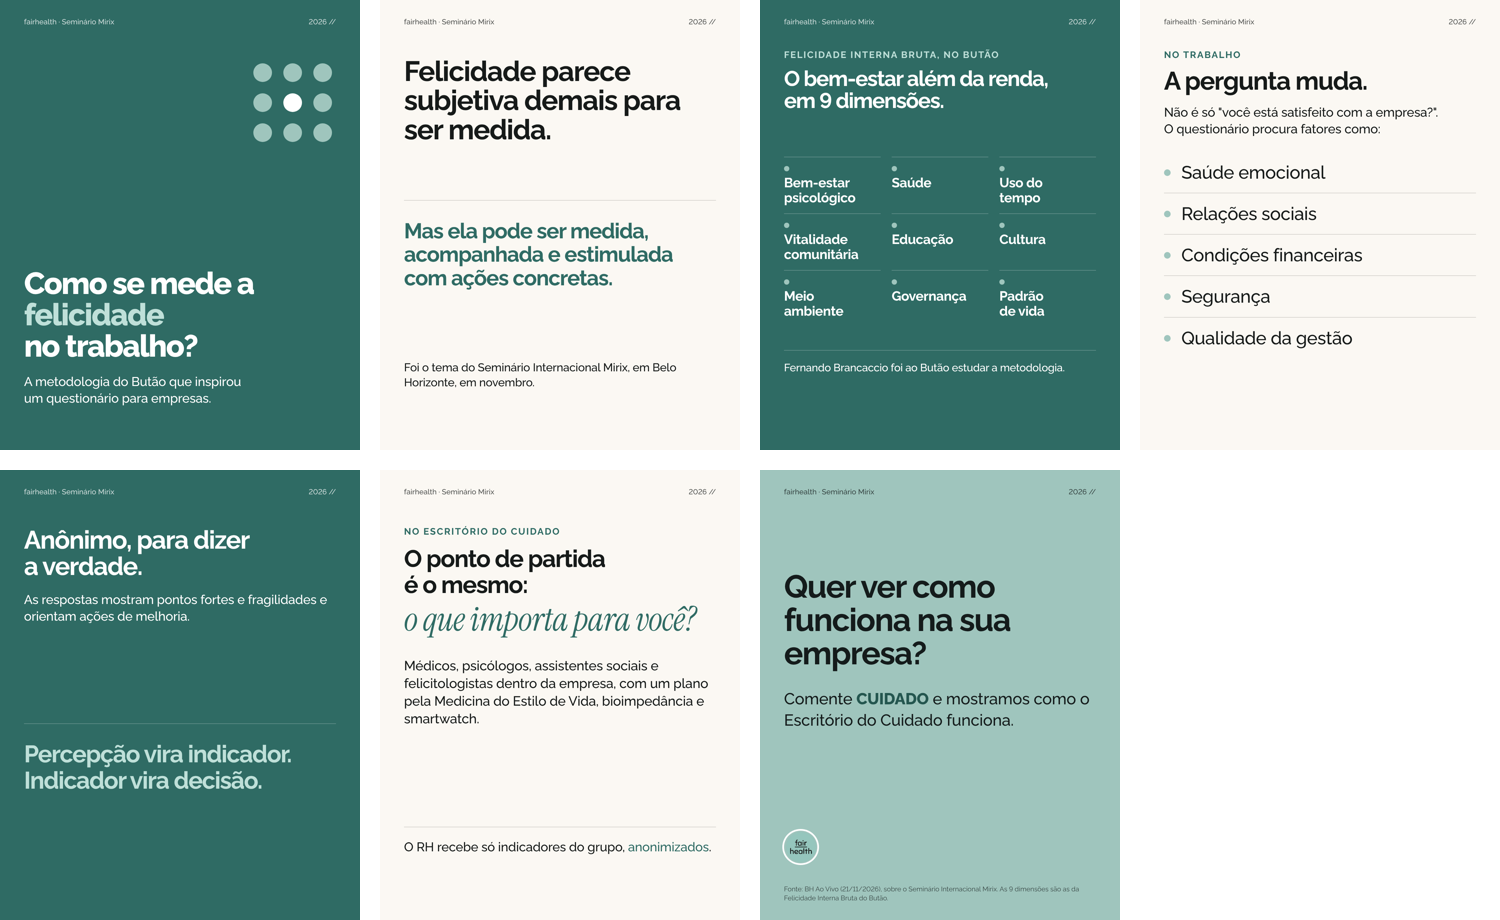 fairhealth · Seminário Mirix
2026 //
Como se mede a
felicidade
no trabalho?
A metodologia do Butão que inspirou
um questionário para empresas.
fairhealth · Seminário Mirix
2026 //
Felicidade parece
subjetiva demais para
ser medida.
Mas ela pode ser medida,
acompanhada e estimulada
com ações concretas.
Foi o tema do Seminário Internacional Mirix, em Belo
Horizonte, em novembro.
fairhealth · Seminário Mirix
2026 //
FELICIDADE INTERNA BRUTA, NO BUTÃO
O bem-estar além da renda,
em 9 dimensões.
Bem-estar
psicológico
Saúde
Uso do
tempo
Vitalidade
comunitária
Educação
Cultura
Meio
ambiente
Governança
Padrão
de vida
Fernando Brancaccio foi ao Butão estudar a metodologia.
fairhealth · Seminário Mirix
2026 //
NO TRABALHO
A pergunta muda.
Não é só "você está satisfeito com a empresa?".
O questionário procura fatores como:
Saúde emocional
Relações sociais
Condições financeiras
Segurança
Qualidade da gestão
fairhealth · Seminário Mirix
2026 //
Anônimo, para dizer
a verdade.
As respostas mostram pontos fortes e fragilidades e
orientam ações de melhoria.
Percepção vira indicador.
Indicador vira decisão.
fairhealth · Seminário Mirix
2026 //
NO ESCRITÓRIO DO CUIDADO
O ponto de partida
é o mesmo:
o que importa para você?
Médicos, psicólogos, assistentes sociais e
felicitologistas dentro da empresa, com um plano
pela Medicina do Estilo de Vida, bioimpedância e
smartwatch.
O RH recebe só indicadores do grupo, anonimizados.
fairhealth · Seminário Mirix
2026 //
Quer ver como
funciona na sua
empresa?
Comente CUIDADO e mostramos como o
Escritório do Cuidado funciona.
fair
health
Fonte: BH Ao Vivo (21/11/2026), sobre o Seminário Internacional Mirix. As 9 dimensões são as da
Felicidade Interna Bruta do Butão.